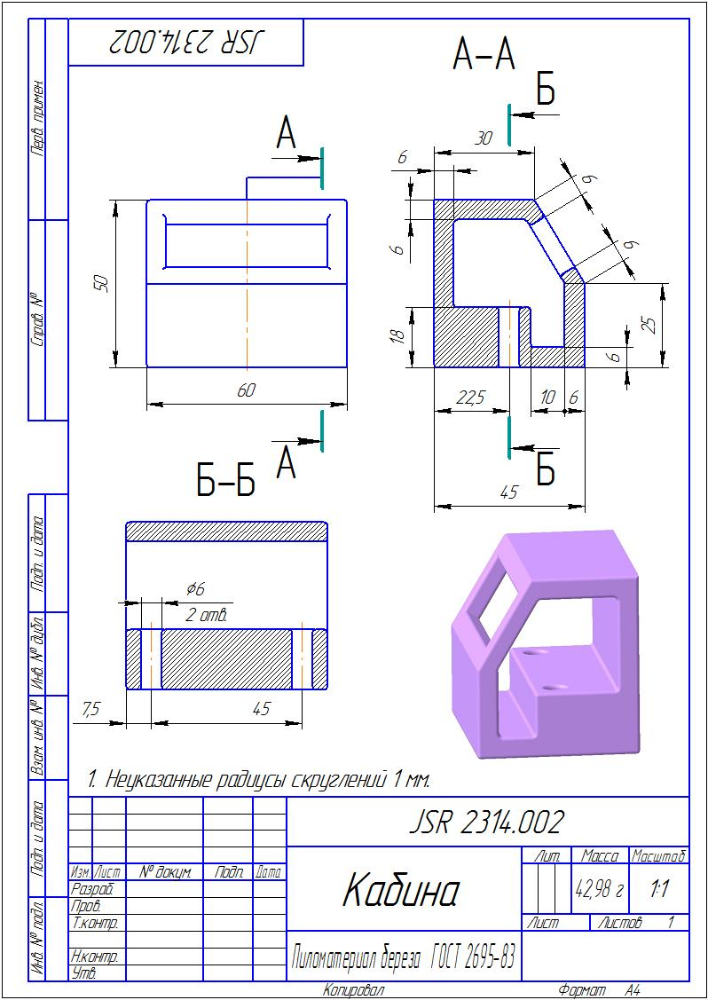 JSR 2314.002
А-А
Б
А
30
6
6
6
6
50
60
18
25
6
22,5
10
6
Б
45
А
Б-Б
⌀6
2 отв.
7,5
45
1. Неуказанные радиусы скруглений 1 мм.
Перв. примен.
Справ. №
Подп. и дата
Инв. № дубл.
Взам. инв. №
Подп. и дата
Инв. № подл.
JSR 2314.002
Изм. Лист № докум. Подп. Дата
Разраб.
Пров.
Т.контр.
Н.контр.
Утв.
Кабина
Лит. Масса Масштаб
42,98 г 1:1
Лист Листов 1
Пиломатериал береза ГОСТ 2695-83
Копировал Формат А4